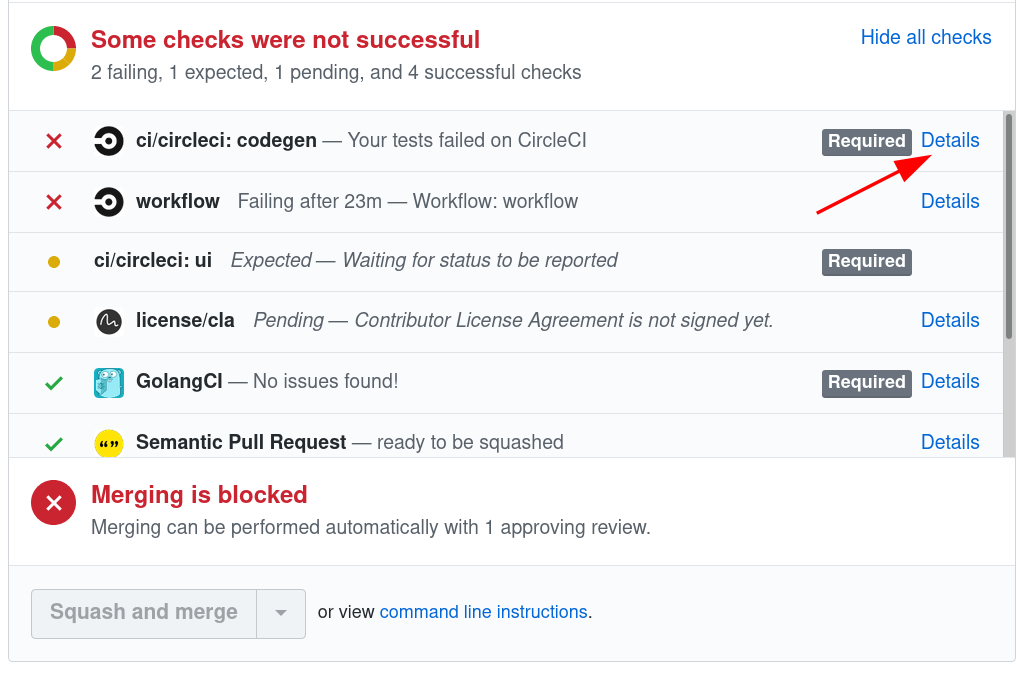 Some checks were not successful
Hide all checks
2 failing, 1 expected, 1 pending, and 4 successful checks
ci/circleci: codegen — Your tests failed on CircleCI Required Details
workflow Failing after 23m — Workflow: workflow Details
ci/circleci: ui Expected — Waiting for status to be reported Required
license/cla Pending — Contributor License Agreement is not signed yet. Details
GolangCI — No issues found! Required Details
Semantic Pull Request — ready to be squashed Details
Merging is blocked
Merging can be performed automatically with 1 approving review.
Squash and merge or view command line instructions.